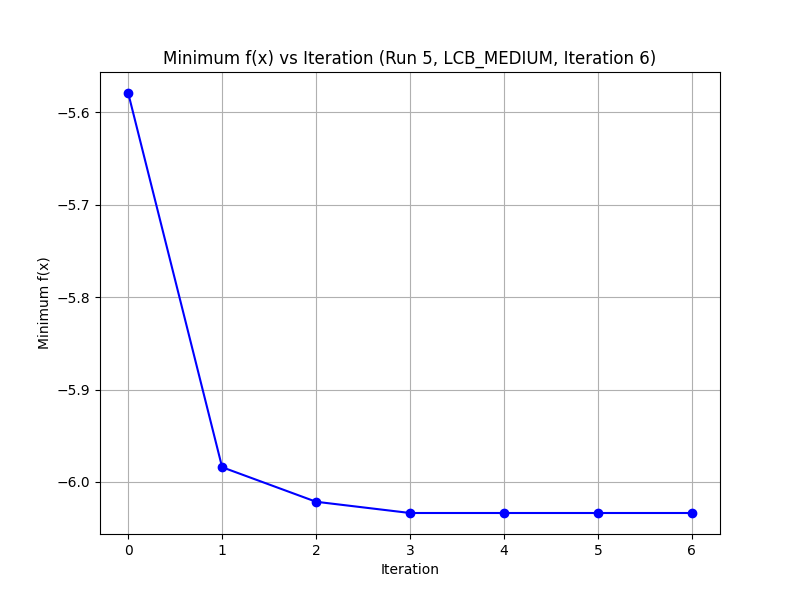 Minimum f(x) vs Iteration (Run 5, LCB_MEDIUM, Iteration 6)
Minimum f(x)
−5.6
−5.7
−5.8
−5.9
−6.0
0 1 2 3 4 5 6
Iteration